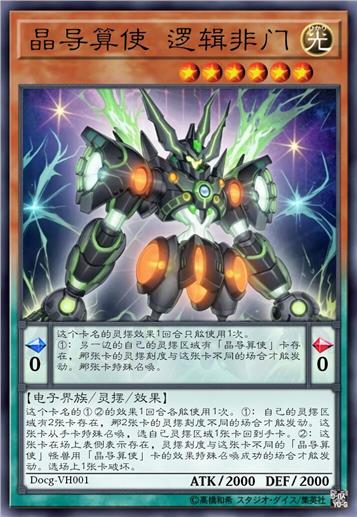 晶导算使 逻辑非门
光
这个卡名的灵摆效果1回合只能使用1次。
①：另一边的自己的灵摆区域有「晶导算使」卡存
在，那张卡的灵摆刻度与这张卡不同的场合才能发
动。那张卡特殊召唤。
0
0
【电子界族/灵摆/效果】
这个卡名的①②的效果1回合各能使用1次。①：自己的灵摆区
域有2张卡存在，那2张卡的灵摆刻度不同的场合才能发动。这
张卡从手卡特殊召唤，选自己灵摆区域1张卡回到手卡。②：这
张卡在场上表侧表示存在，灵摆刻度与这张卡不同的「晶导算
使」怪兽用「晶导算使」卡的效果特殊召唤成功的场合才能发
动。选场上1张卡破坏。
Docg-VH001
ATK/2000 DEF/2000
©高橋和希 スタジオ・ダイス/集英社